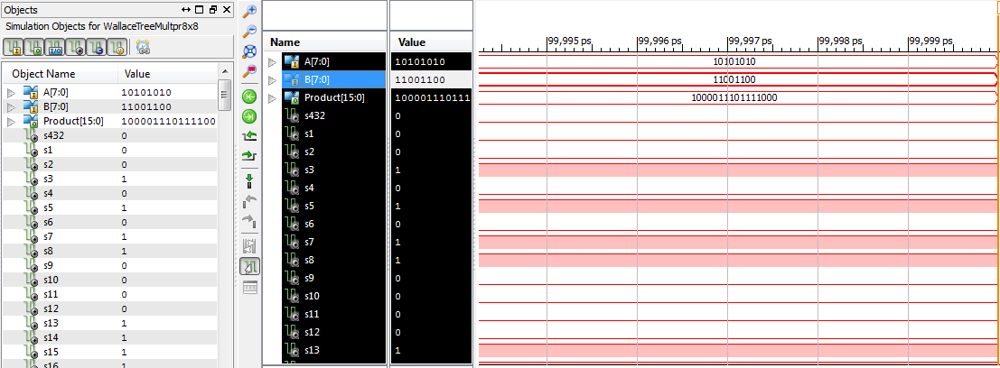 Objects
Simulation Objects for WallaceTreeMultpr8x8
Object Name Value
A[7:0] 10101010
B[7:0] 11001100
Product[15:0] 100001110111100
s432 0
s1 0
s2 0
s3 1
s4 0
s5 1
s6 0
s7 1
s8 1
s9 0
s10 0
s11 0
s12 0
s13 1
s14 1
s15 1
s16 1
Name Value
A[7:0] 10101010
B[7:0] 11001100
Product[15:0] 100001110111
s432 0
s1 0
s2 0
s3 1
s4 0
s5 1
s6 0
s7 1
s8 1
s9 0
s10 0
s11 0
s12 0
s13 1
99,995 ps 99,996 ps 99,997 ps 99,998 ps 99,999 ps
10101010
11001100
1000011101111000